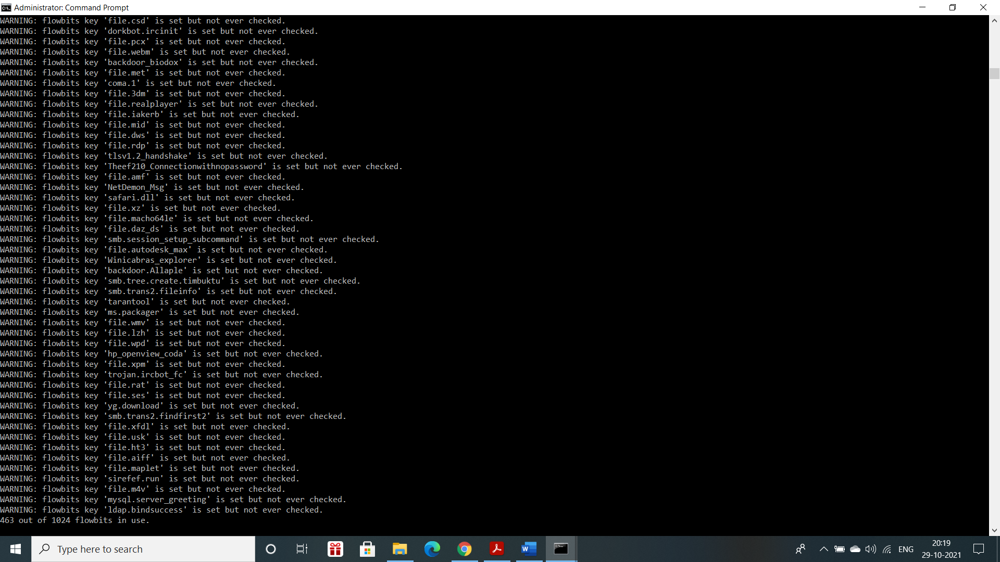 Administrator: Command Prompt
WARNING: flowbits key 'file.csd' is set but not ever checked.
WARNING: flowbits key 'dorkbot.ircinit' is set but not ever checked.
WARNING: flowbits key 'file.pcx' is set but not ever checked.
WARNING: flowbits key 'file.webm' is set but not ever checked.
WARNING: flowbits key 'backdoor_biodox' is set but not ever checked.
WARNING: flowbits key 'file.met' is set but not ever checked.
WARNING: flowbits key 'coma.1' is set but not ever checked.
WARNING: flowbits key 'file.3dm' is set but not ever checked.
WARNING: flowbits key 'file.realplayer' is set but not ever checked.
WARNING: flowbits key 'file.iakerb' is set but not ever checked.
WARNING: flowbits key 'file.mid' is set but not ever checked.
WARNING: flowbits key 'file.dws' is set but not ever checked.
WARNING: flowbits key 'file.rdp' is set but not ever checked.
WARNING: flowbits key 'tlsv1.2_handshake' is set but not ever checked.
WARNING: flowbits key 'Theef210_Connectionwithnopassword' is set but not ever checked.
WARNING: flowbits key 'file.amf' is set but not ever checked.
WARNING: flowbits key 'NetDemon_Msg' is set but not ever checked.
WARNING: flowbits key 'safari.dll' is set but not ever checked.
WARNING: flowbits key 'file.xz' is set but not ever checked.
WARNING: flowbits key 'file.macho64le' is set but not ever checked.
WARNING: flowbits key 'file.daz_ds' is set but not ever checked.
WARNING: flowbits key 'smb.session_setup_subcommand' is set but not ever checked.
WARNING: flowbits key 'file.autodesk_max' is set but not ever checked.
WARNING: flowbits key 'Winicabras_explorer' is set but not ever checked.
WARNING: flowbits key 'backdoor.Allaple' is set but not ever checked.
WARNING: flowbits key 'smb.tree.create.timbuktu' is set but not ever checked.
WARNING: flowbits key 'smb.trans2.fileinfo' is set but not ever checked.
WARNING: flowbits key 'tarantool' is set but not ever checked.
WARNING: flowbits key 'ms.packager' is set but not ever checked.
WARNING: flowbits key 'file.wmv' is set but not ever checked.
WARNING: flowbits key 'file.lzh' is set but not ever checked.
WARNING: flowbits key 'file.wpd' is set but not ever checked.
WARNING: flowbits key 'hp_openview_coda' is set but not ever checked.
WARNING: flowbits key 'file.xpm' is set but not ever checked.
WARNING: flowbits key 'trojan.ircbot_fc' is set but not ever checked.
WARNING: flowbits key 'file.rat' is set but not ever checked.
WARNING: flowbits key 'file.ses' is set but not ever checked.
WARNING: flowbits key 'yg.download' is set but not ever checked.
WARNING: flowbits key 'smb.trans2.findfirst2' is set but not ever checked.
WARNING: flowbits key 'file.xfdl' is set but not ever checked.
WARNING: flowbits key 'file.usk' is set but not ever checked.
WARNING: flowbits key 'file.ht3' is set but not ever checked.
WARNING: flowbits key 'file.aiff' is set but not ever checked.
WARNING: flowbits key 'file.maplet' is set but not ever checked.
WARNING: flowbits key 'sirefef.run' is set but not ever checked.
WARNING: flowbits key 'file.m4v' is set but not ever checked.
WARNING: flowbits key 'mysql.server_greeting' is set but not ever checked.
WARNING: flowbits key 'ldap.bindsuccess' is set but not ever checked.
463 out of 1024 flowbits in use.
Type here to search
ENG
20:19
29-10-2021